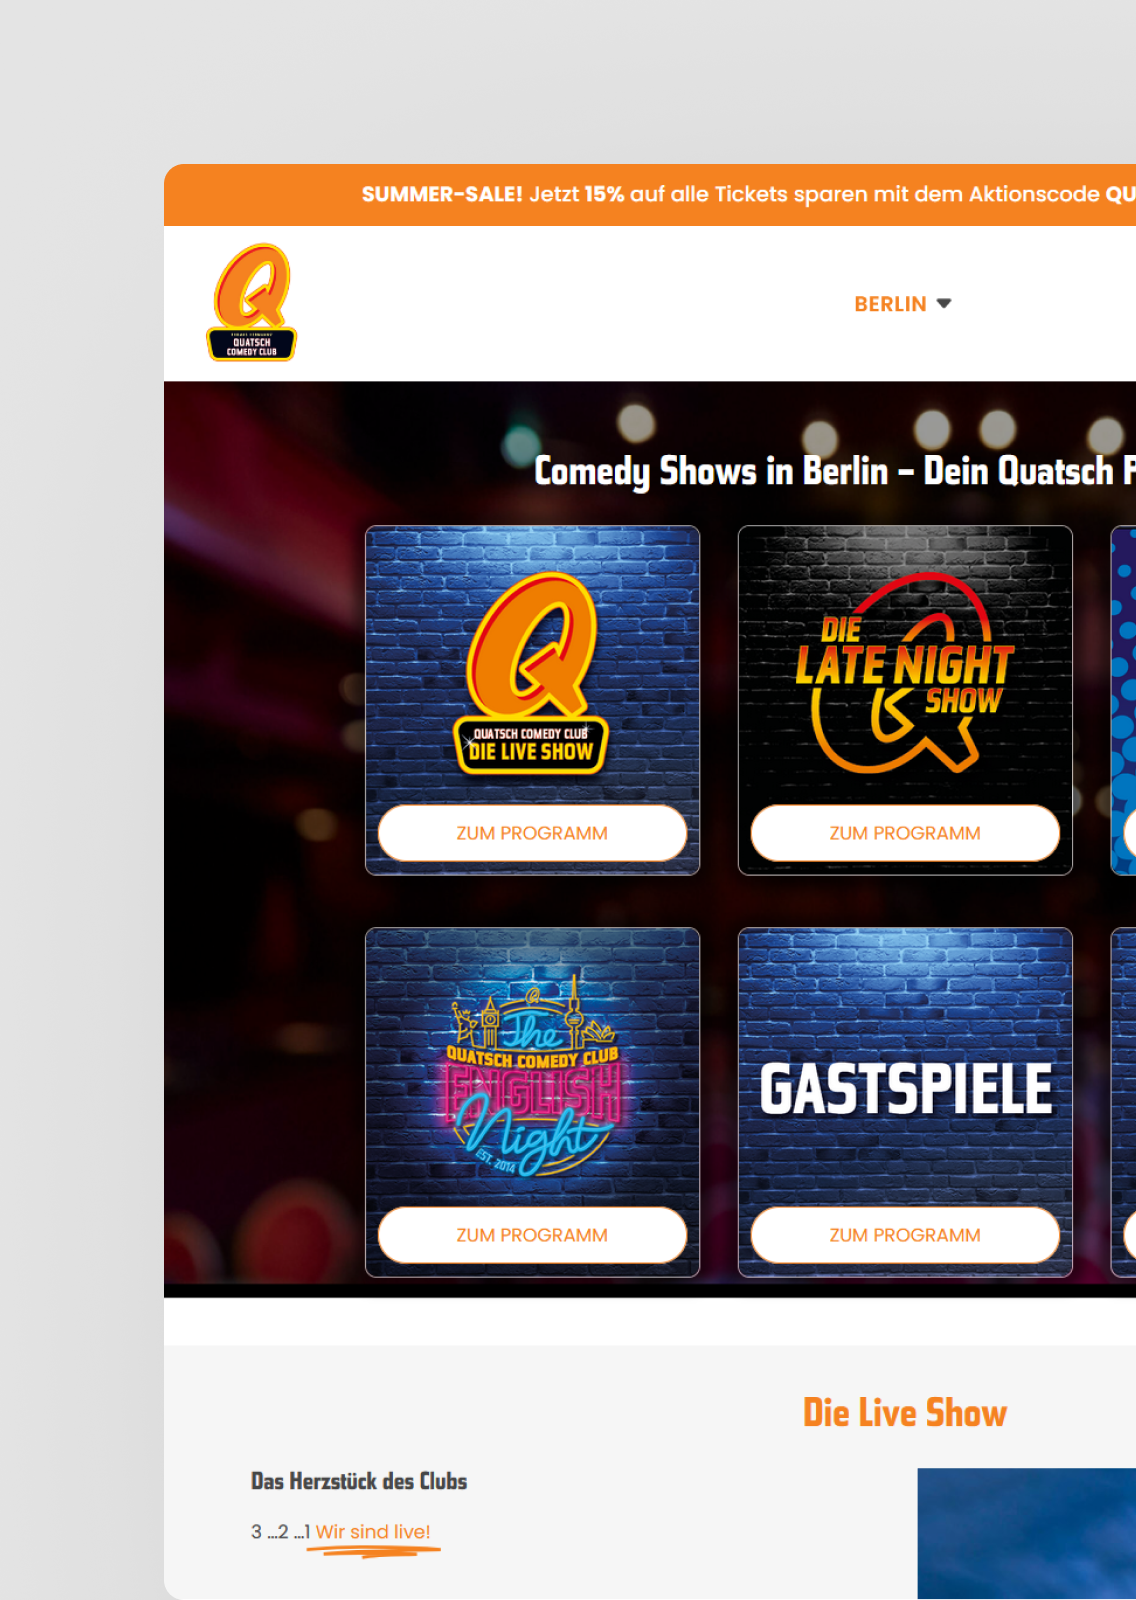 SUMMER-SALE! Jetzt 15% auf alle Tickets sparen mit dem Aktionscode QU
QUATSCH
COMEDY CLUB
BERLIN
Comedy Shows in Berlin – Dein Quatsch P
QUATSCH COMEDY CLUB
DIE LIVE SHOW
ZUM PROGRAMM
DIE
LATE NIGHT
SHOW
ZUM PROGRAMM
The
QUATSCH COMEDY CLUB
ENGLISH
Night
EST. 2014
ZUM PROGRAMM
GASTSPIELE
ZUM PROGRAMM
Die Live Show
Das Herzstück des Clubs
3 ...2 ...1 Wir sind live!